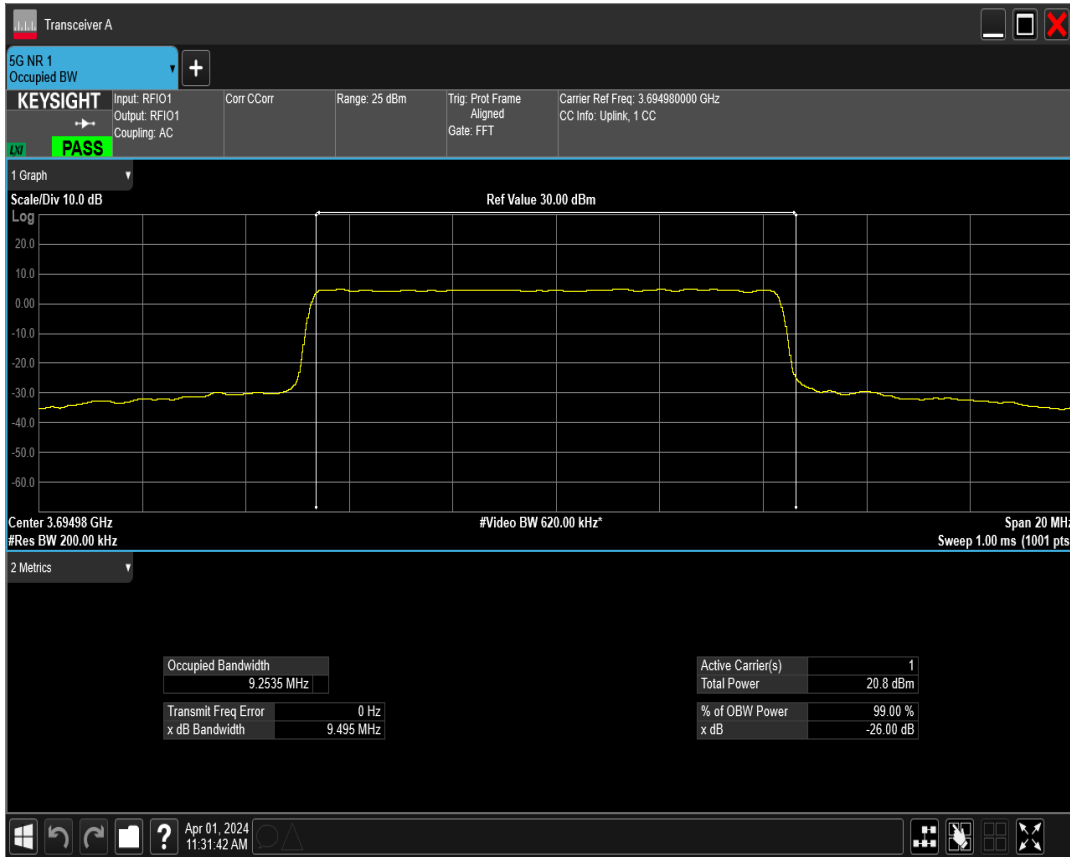 Transceiver A
5G NR 1
Occupied BW
+
KEYSIGHT
LXI
PASS
Input: RFIO1
Output: RFIO1
Coupling: AC
Corr CCorr
Range: 25 dBm
Trig: Prot Frame
Aligned
Gate: FFT
Carrier Ref Freq: 3.694980000 GHz
CC Info: Uplink, 1 CC
1 Graph
Scale/Div 10.0 dB
Ref Value 30.00 dBm
Log
20.0
10.0
0.00
-10.0
-20.0
-30.0
-40.0
-50.0
-60.0
Center 3.69498 GHz
#Video BW 620.00 kHz*
Span 20 MHz
#Res BW 200.00 kHz
Sweep 1.00 ms (1001 pts
2 Metrics
Occupied Bandwidth
9.2535 MHz
Transmit Freq Error 0 Hz
x dB Bandwidth 9.495 MHz
Active Carrier(s) 1
Total Power 20.8 dBm
% of OBW Power 99.00 %
x dB -26.00 dB
?
Apr 01, 2024
11:31:42 AM